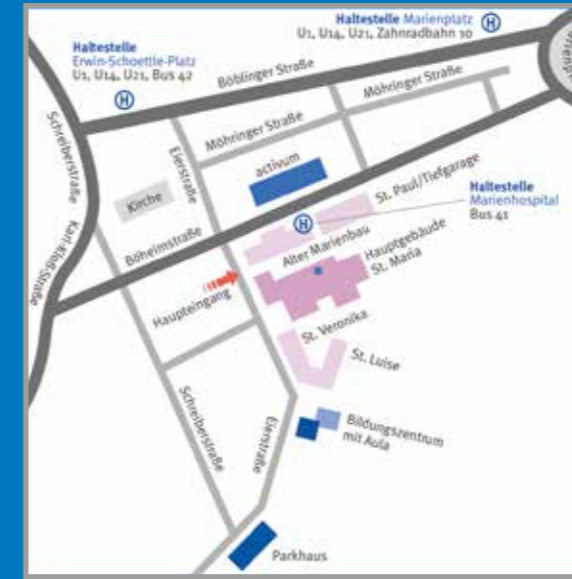 Haltestelle Marienplatz
U1, U14, U21, Zahnradbahn 10
H
Haltestelle
Erwin-Schoettle-Platz
U1, U14, U21, Bus 42
H
Böblinger Straße
Möhringer Straße
Möhringer Straße
Schreiberstraße
Eierstraße
activum
Kirche
St. Paul/Tiefgarage
Haltestelle
Marienhospital
Bus 41
H
Karl-Kloß-Straße
Böheimstraße
Alter Marienbau
Hauptgebäude
St. Maria
Haupteingang
St. Veronika
St. Luise
Schreiberstraße
Eierstraße
Bildungszentrum
mit Aula
Parkhaus